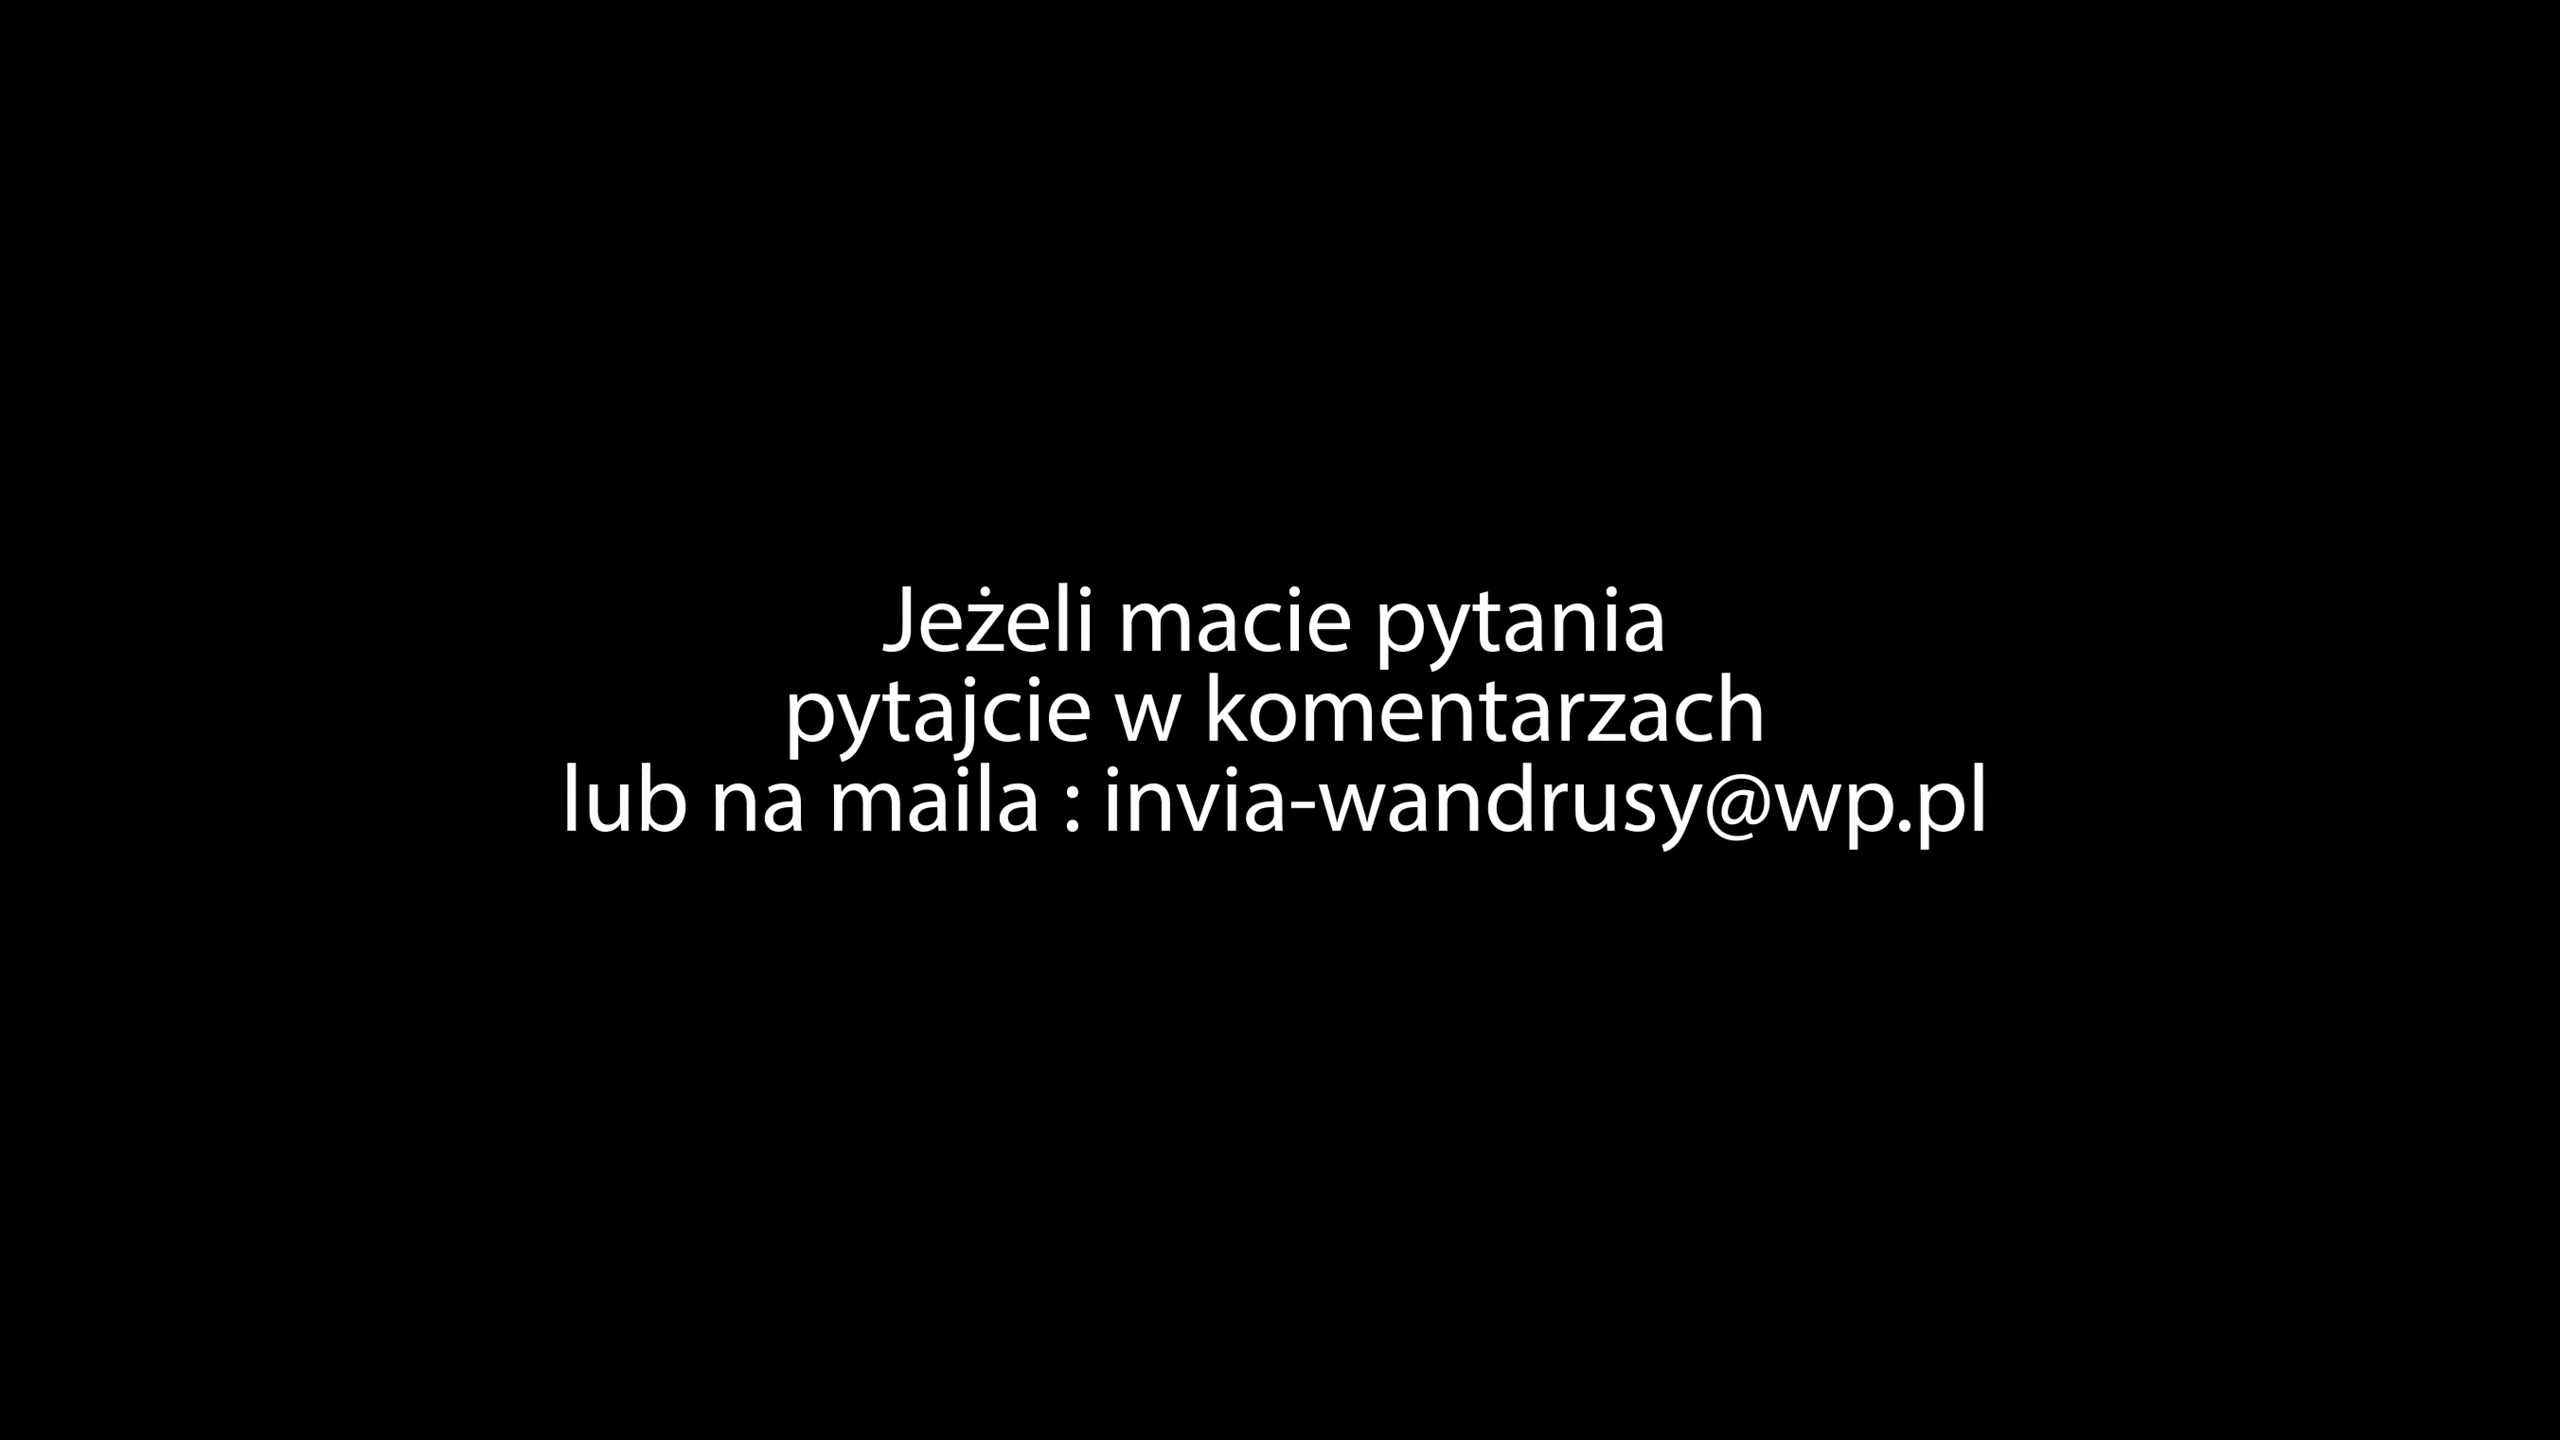 Jeżeli macie pytania
pytajcie w komentarzach
lub na maila : invia-wandrusy@wp.pl